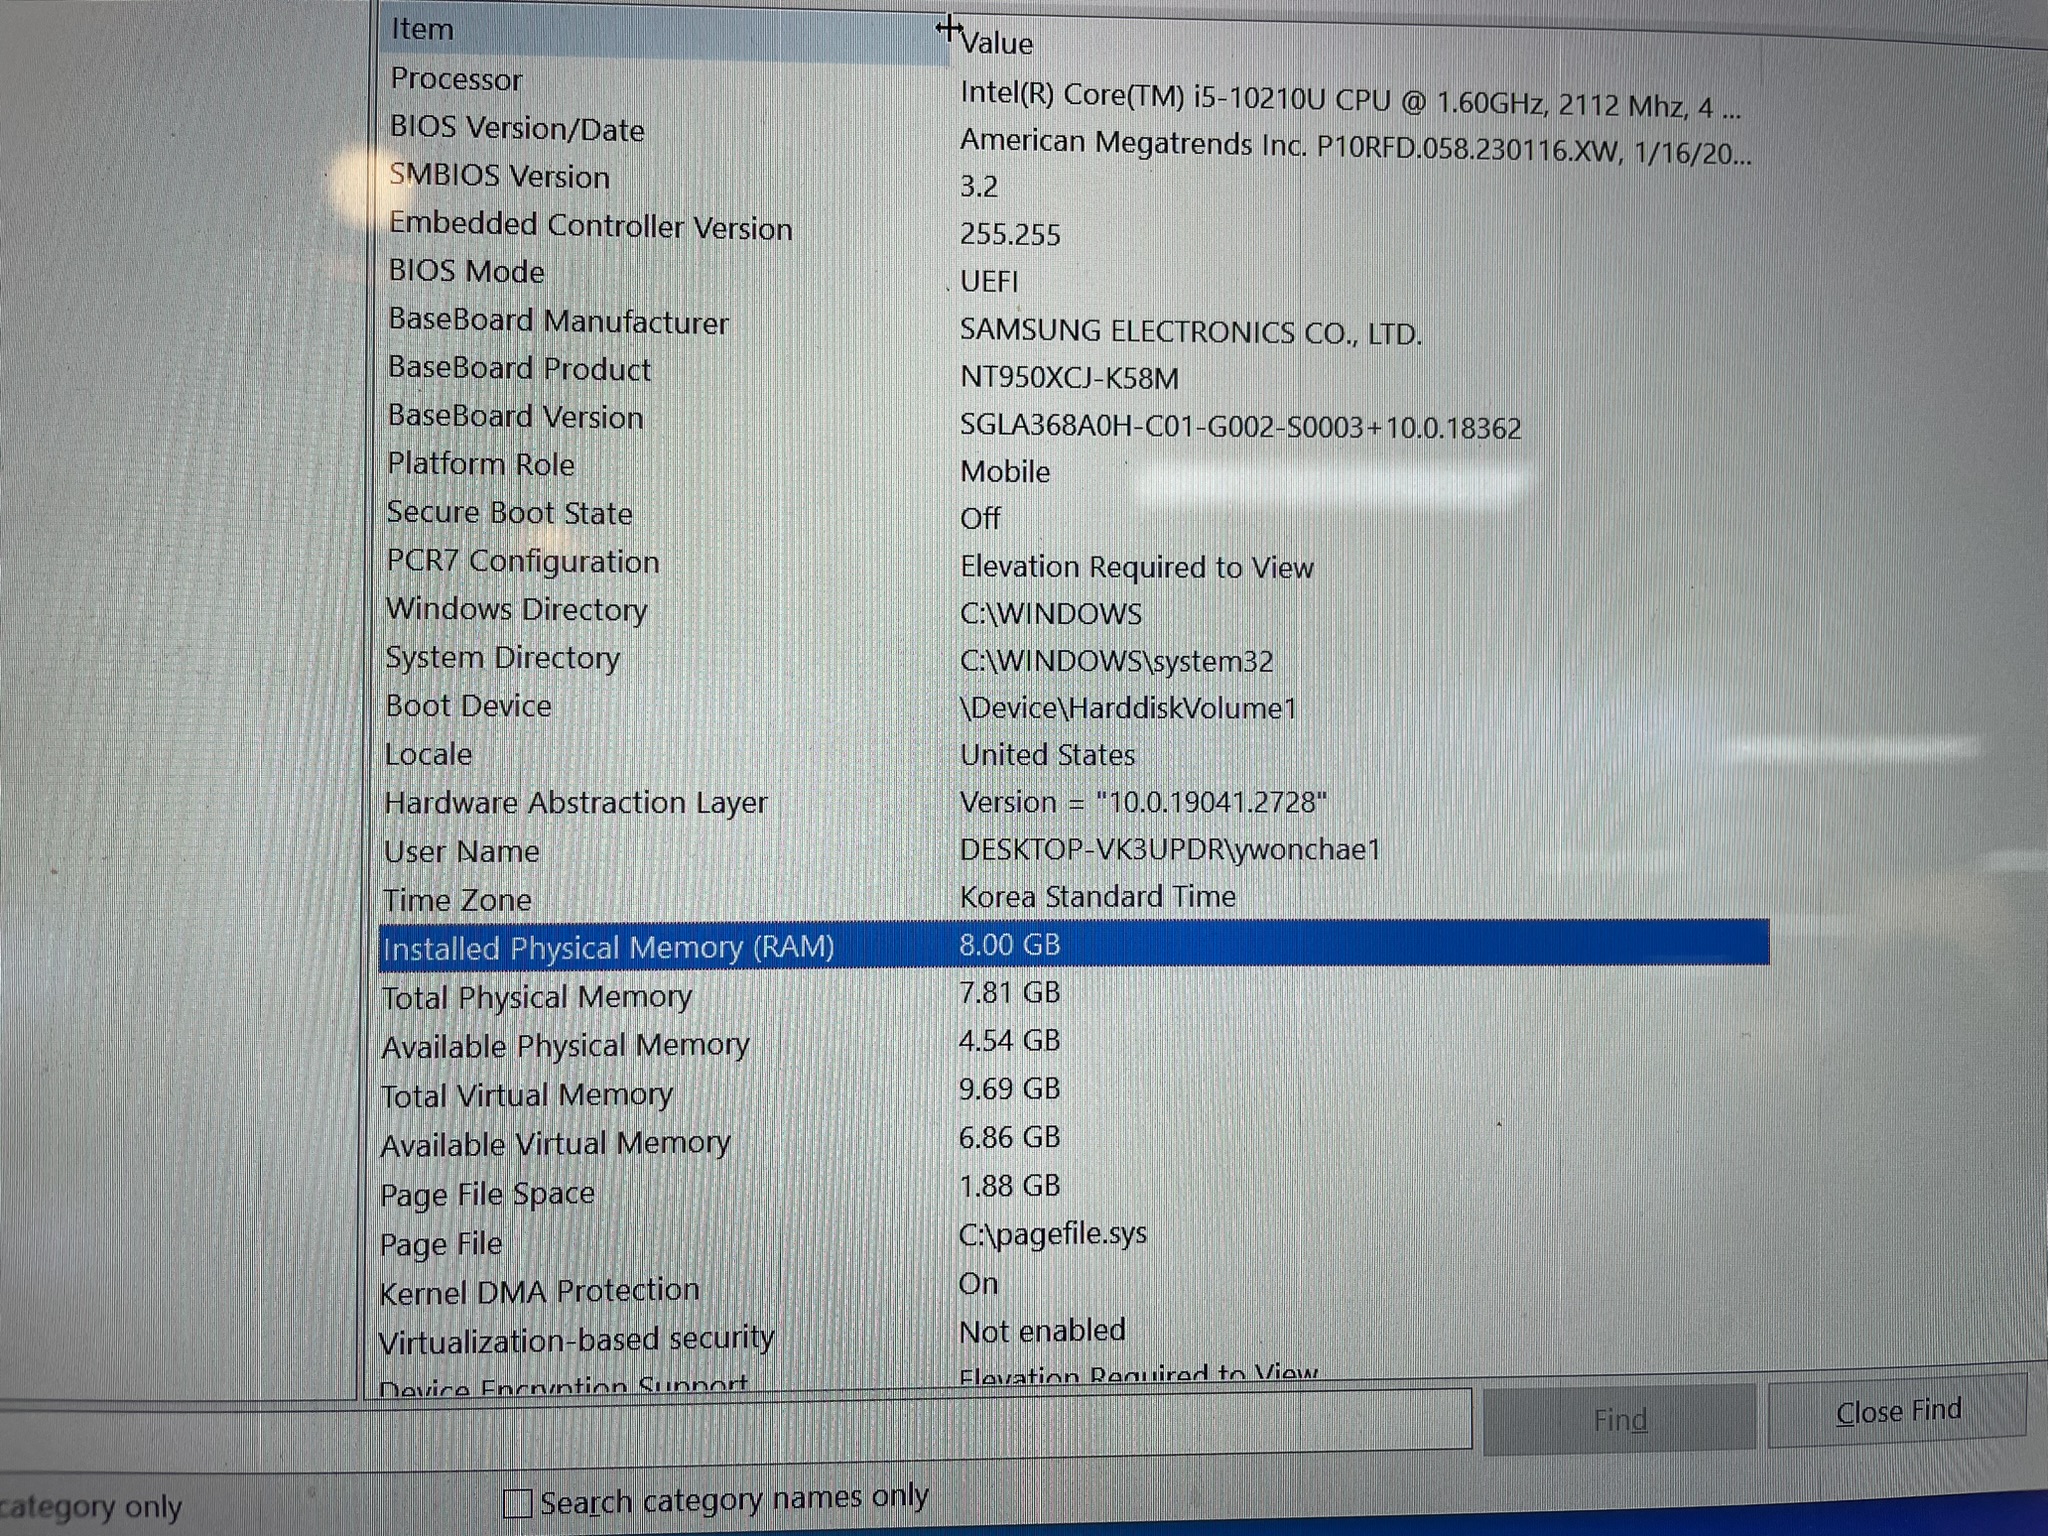 Item Value
Processor Intel(R) Core(TM) i5-10210U CPU @ 1.60GHz, 2112 Mhz, 4 ...
BIOS Version/Date American Megatrends Inc. P10RFD.058.230116.XW, 1/16/20...
SMBIOS Version 3.2
Embedded Controller Version 255.255
BIOS Mode UEFI
BaseBoard Manufacturer SAMSUNG ELECTRONICS CO., LTD.
BaseBoard Product NT950XCJ-K58M
BaseBoard Version SGLA368A0H-C01-G002-S0003+10.0.18362
Platform Role Mobile
Secure Boot State Off
PCR7 Configuration Elevation Required to View
Windows Directory C:\WINDOWS
System Directory C:\WINDOWS\system32
Boot Device \Device\HarddiskVolume1
Locale United States
Hardware Abstraction Layer Version = "10.0.19041.2728"
User Name DESKTOP-VK3UPDR\ywonchae1
Time Zone Korea Standard Time
Installed Physical Memory (RAM) 8.00 GB
Total Physical Memory 7.81 GB
Available Physical Memory 4.54 GB
Total Virtual Memory 9.69 GB
Available Virtual Memory 6.86 GB
Page File Space 1.88 GB
Page File C:\pagefile.sys
Kernel DMA Protection On
Virtualization-based security Not enabled
Device Encryption Support Elevation Required to View
Find Close Find
category only Search category names only